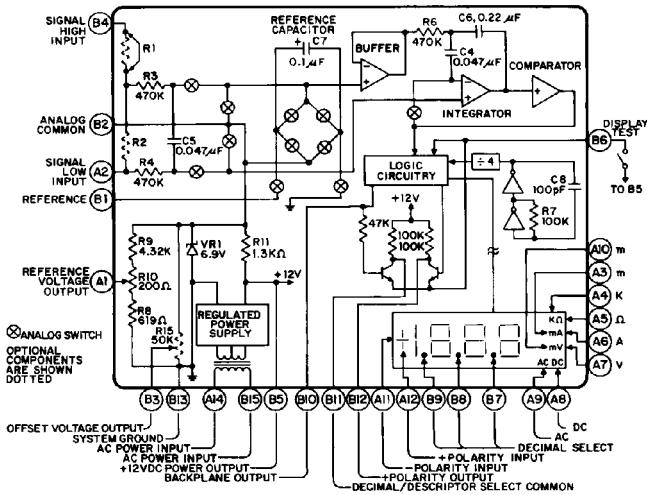 SIGNAL HIGH INPUT
B4
R1
R3
470K
ANALOG COMMON
B2
R2
C5
0.047µF
SIGNAL LOW INPUT
A2
R4
470K
REFERENCE
B1
REFERENCE CAPACITOR
+ C7
0.1µF
BUFFER
R6
470K
C6, 0.22µF
C4
0.047µF
COMPARATOR
INTEGRATOR
B6
DISPLAY TEST
TO B5
LOGIC CIRCUITRY
÷4
C8
100pF
R7
100K
+12V
47K
100K
100K
R9
4.32K
VR1
6.9V
R11
1.3KΩ
+12V
REFERENCE VOLTAGE OUTPUT
A1
R10
200Ω
R8
619Ω
R15
50K
REGULATED POWER SUPPLY
ANALOG SWITCH
OPTIONAL COMPONENTS ARE SHOWN DOTTED
KΩ
mA
mV
AC DC
A10 m
A3 m
A4 K
A5 Ω
A6 A
A7 V
B3
B13
A14
B15
B5
B10
B11
B12
A11
A12
B9
B8
B7
A9
A8
OFFSET VOLTAGE OUTPUT
SYSTEM GROUND
AC POWER INPUT
AC POWER INPUT
+12VDC POWER OUTPUT
BACKPLANE OUTPUT
DC
AC
DECIMAL SELECT
+POLARITY INPUT
-POLARITY INPUT
+POLARITY OUTPUT
DECIMAL/DESCRIPTOR SELECT COMMON